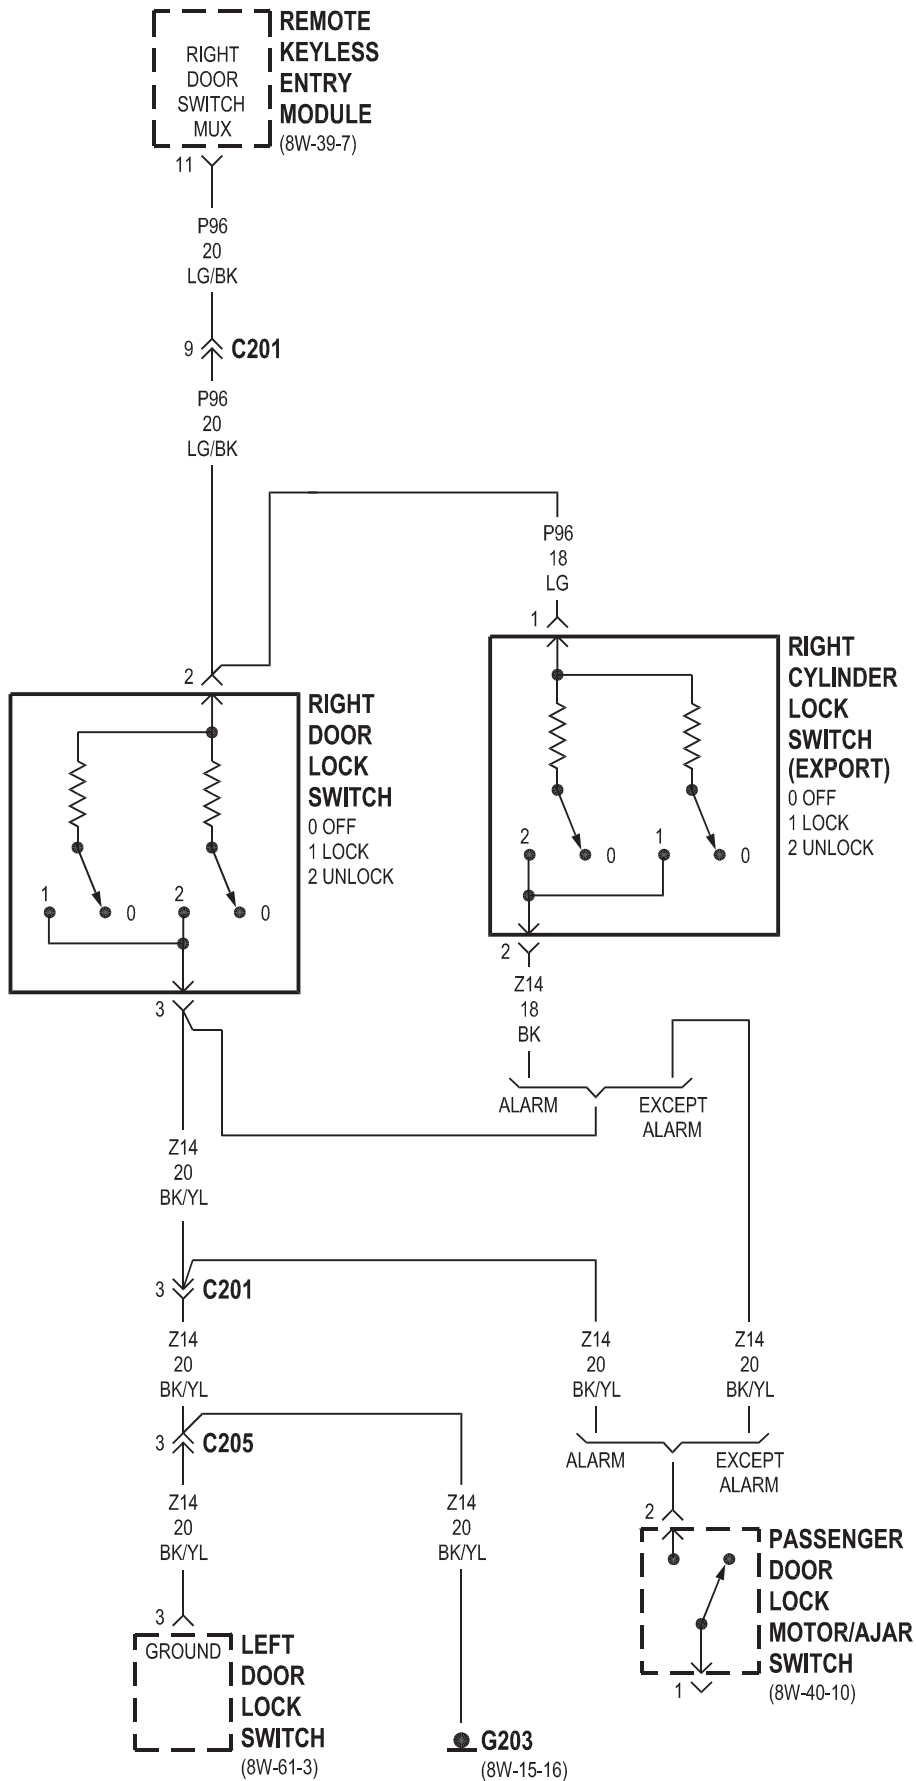 REMOTE
KEYLESS
ENTRY
MODULE
(8W-39-7)
RIGHT
DOOR
SWITCH
MUX
11
P96
20
LG/BK
9
C201
P96
20
LG/BK
P96
18
LG
1
2
RIGHT
DOOR
LOCK
SWITCH
0 OFF
1 LOCK
2 UNLOCK
1
0
2
0
3
RIGHT
CYLINDER
LOCK
SWITCH
(EXPORT)
0 OFF
1 LOCK
2 UNLOCK
2
0
1
0
2
Z14
18
BK
ALARM
EXCEPT
ALARM
Z14
20
BK/YL
3
C201
Z14
20
BK/YL
Z14
20
BK/YL
Z14
20
BK/YL
3
C205
ALARM
EXCEPT
ALARM
Z14
20
BK/YL
Z14
20
BK/YL
2
PASSENGER
DOOR
LOCK
MOTOR/AJAR
SWITCH
(8W-40-10)
1
3
GROUND
LEFT
DOOR
LOCK
SWITCH
(8W-61-3)
G203
(8W-15-16)